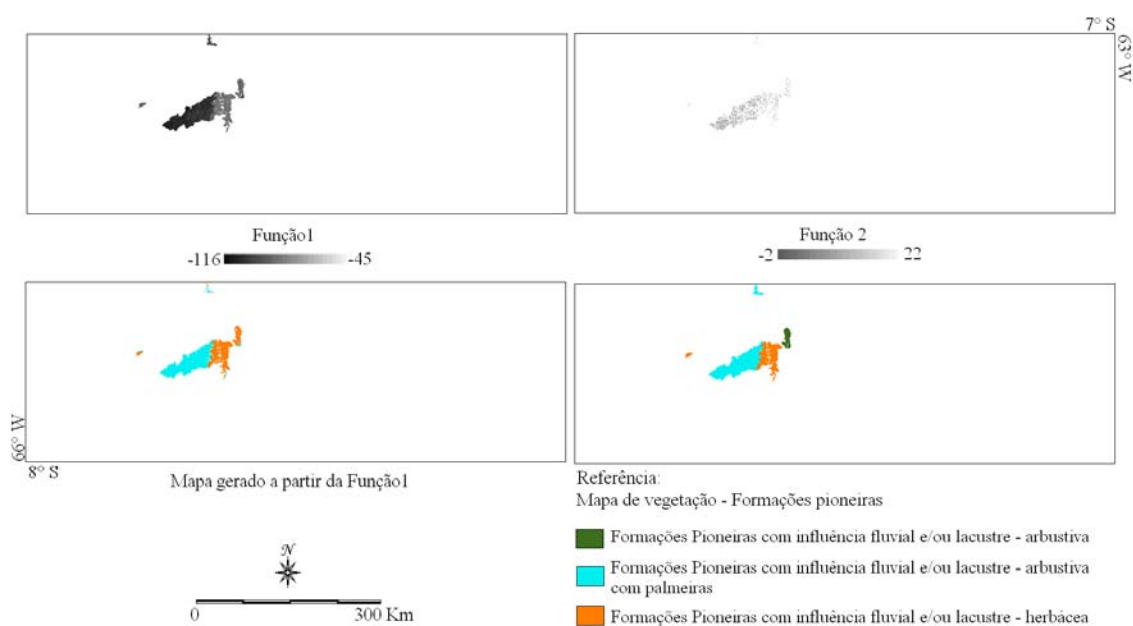 7° S
63° W
Função1
-116
-45
Função 2
-2
22
66° W
8° S
Mapa gerado a partir da Função1
Referência:
Mapa de vegetação - Formações pioneiras
Formações Pioneiras com influência fluvial e/ou lacustre - arbustiva
Formações Pioneiras com influência fluvial e/ou lacustre - arbustiva
com palmeiras
Formações Pioneiras com influência fluvial e/ou lacustre - herbácea
N
0
300 Km